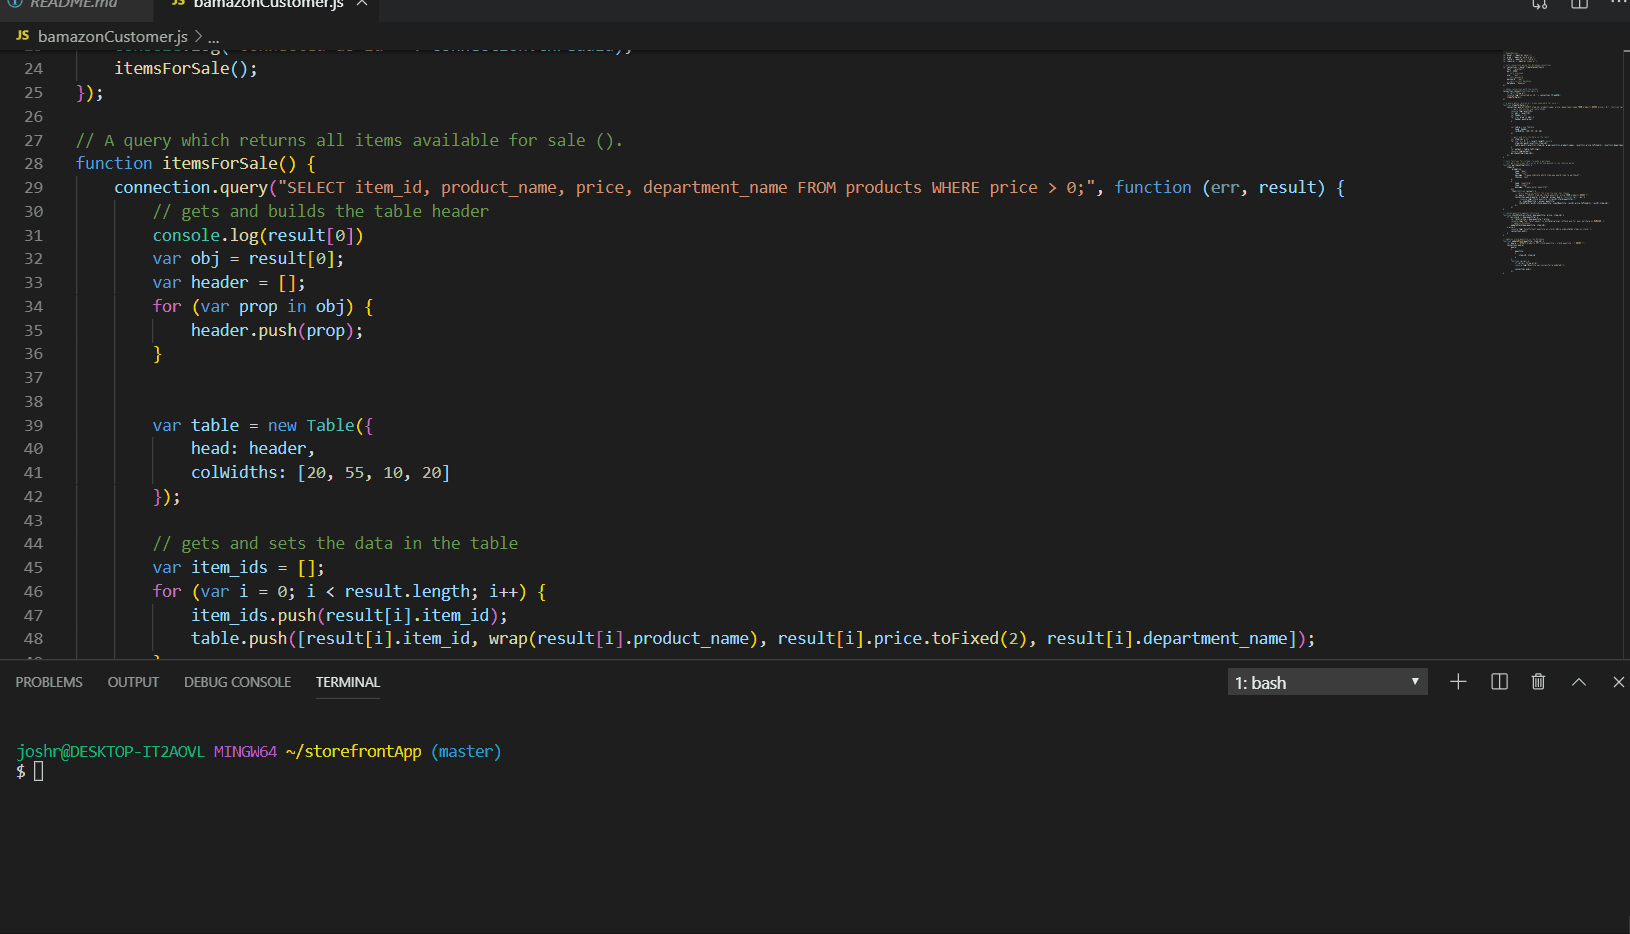 README.md JS bamazonCustomer.js ×
JS bamazonCustomer.js > ...
24 itemsForSale();
25 });
26
27 // A query which returns all items available for sale ().
28 function itemsForSale() {
29 connection.query("SELECT item_id, product_name, price, department_name FROM products WHERE price > 0;", function (err, result) {
30 // gets and builds the table header
31 console.log(result[0])
32 var obj = result[0];
33 var header = [];
34 for (var prop in obj) {
35 header.push(prop);
36 }
37
38
39 var table = new Table({
40 head: header,
41 colWidths: [20, 55, 10, 20]
42 });
43
44 // gets and sets the data in the table
45 var item_ids = [];
46 for (var i = 0; i < result.length; i++) {
47 item_ids.push(result[i].item_id);
48 table.push([result[i].item_id, wrap(result[i].product_name), result[i].price.toFixed(2), result[i].department_name]);
PROBLEMS OUTPUT DEBUG CONSOLE TERMINAL 1: bash
joshr@DESKTOP-IT2AOVL MINGW64 ~/storefrontApp (master)
$